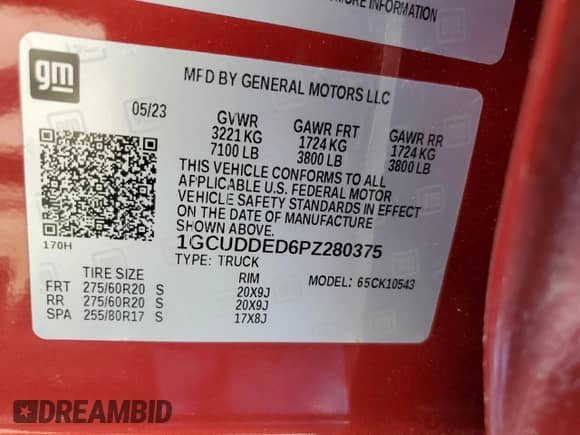 MORE INFORMATION
gm
MFD BY GENERAL MOTORS LLC
05/23
GVWR GAWR FRT GAWR RR
3221 KG 1724 KG 1724 KG
7100 LB 3800 LB 3800 LB
THIS VEHICLE CONFORMS TO ALL
APPLICABLE U.S. FEDERAL MOTOR
VEHICLE SAFETY STANDARDS IN EFFECT
ON THE DATE OF MANUFACTURE
SHOWN ABOVE.
170H
1GCUDDED6PZ280375
TYPE: TRUCK MODEL: 65CK10543
TIRE SIZE RIM
FRT 275/60R20 S 20X9J
RR 275/60R20 S 20X9J
SPA 255/80R17 S 17X8J
DREAMBID